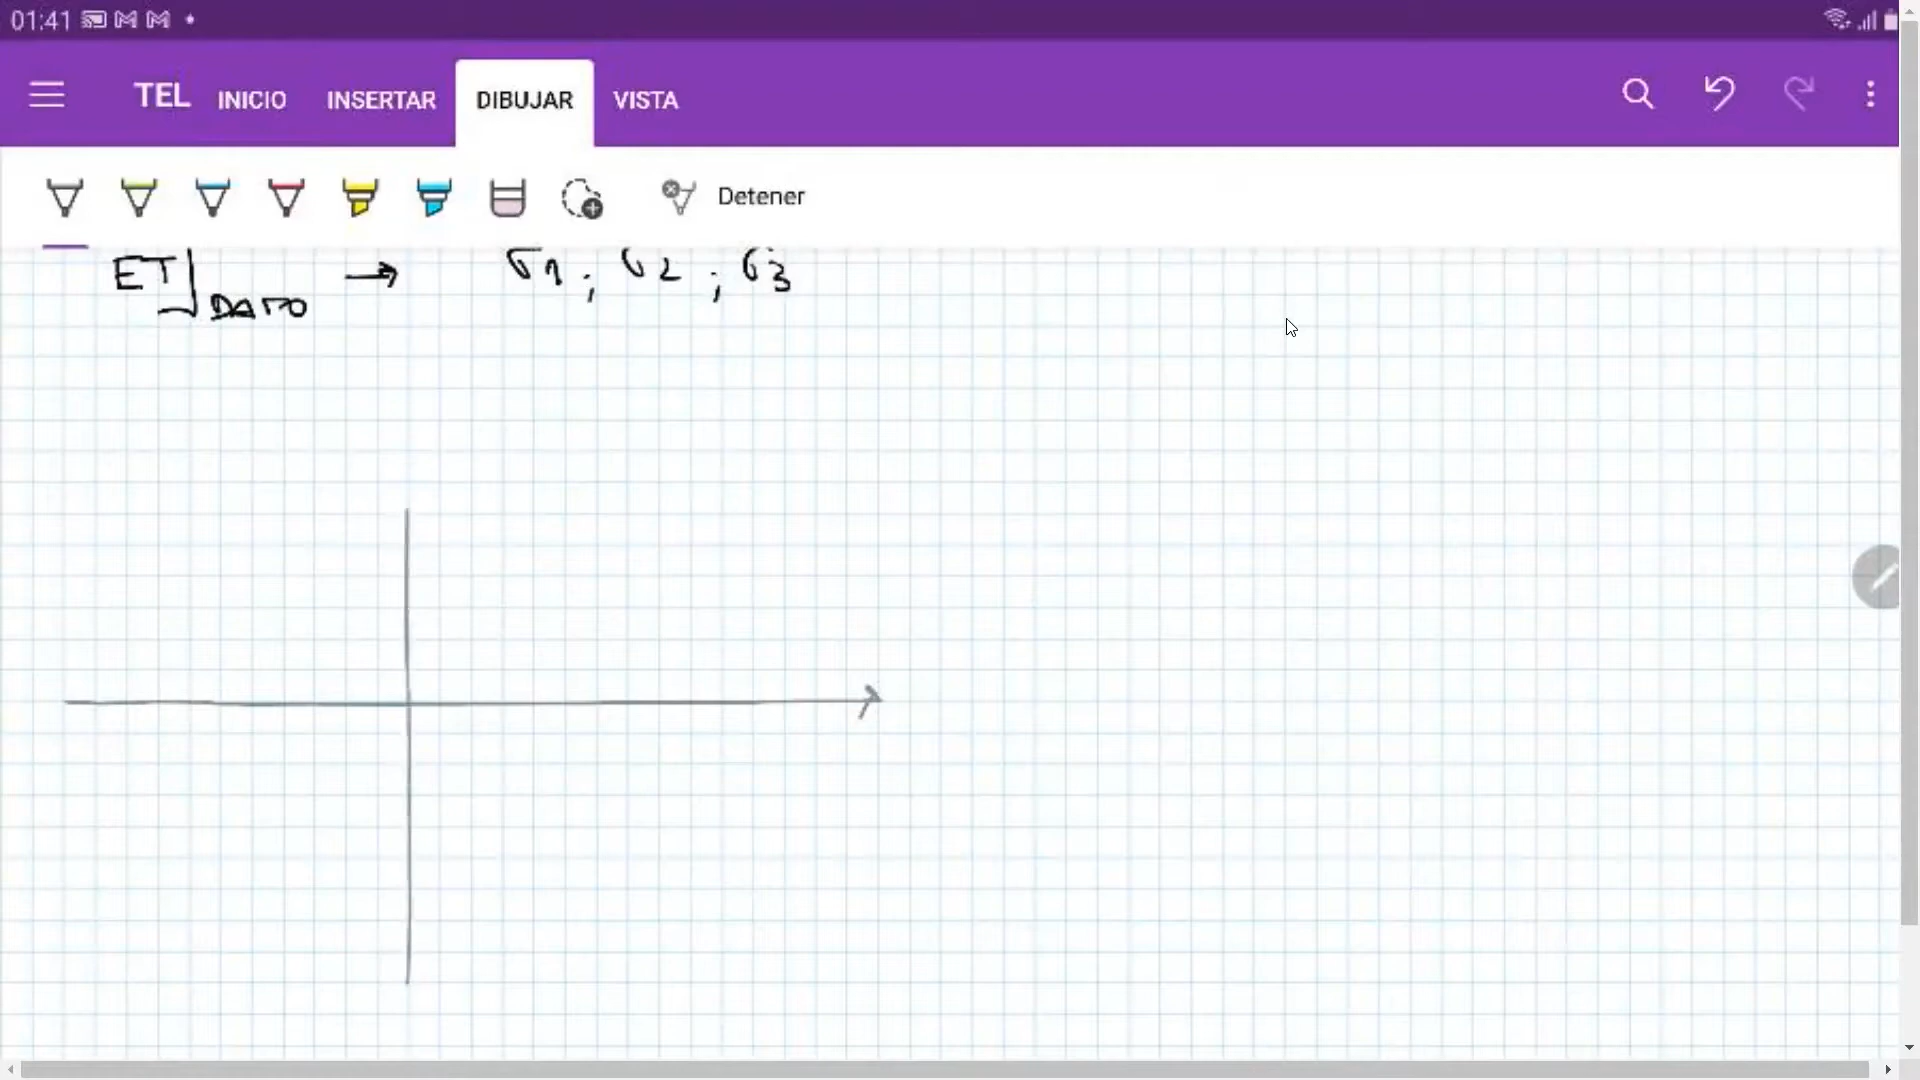 01:41
TEL INICIO INSERTAR DIBUJAR VISTA
Detener
ET]DATO → σ1 ; σ2 ; σ3